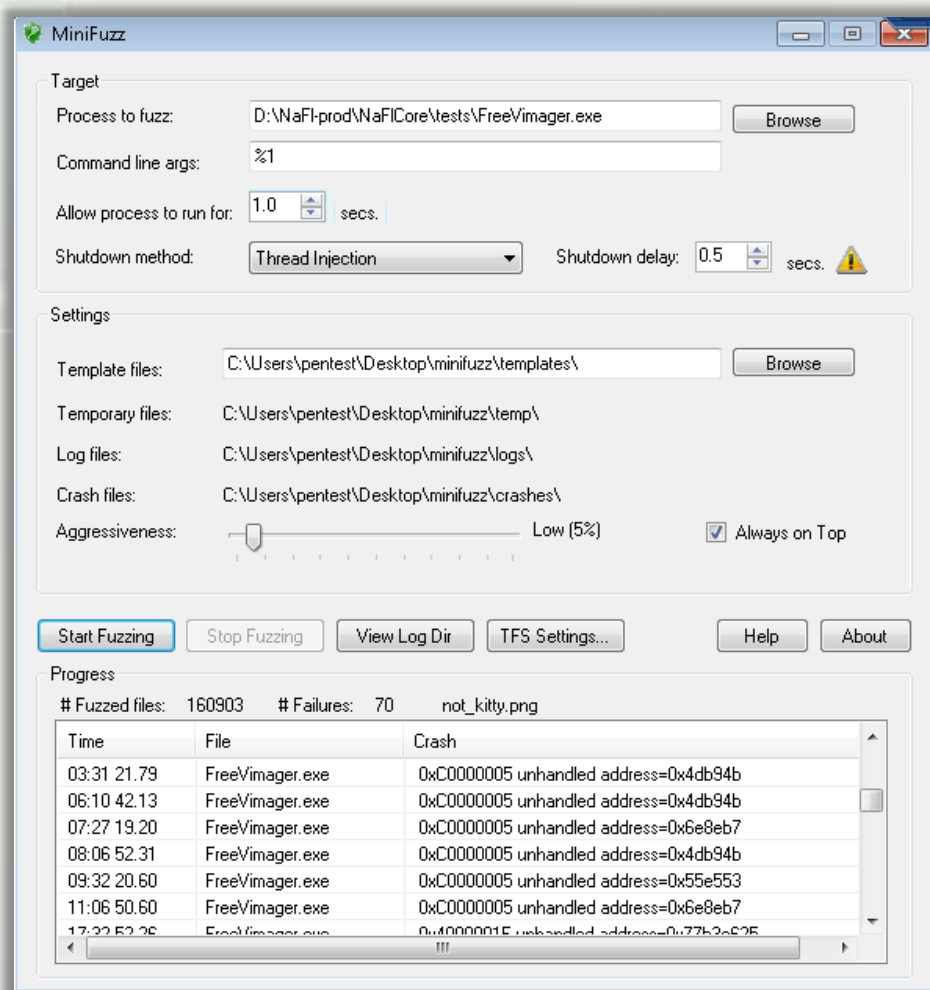 MiniFuzz
Target
Process to fuzz: D:\NaFl-prod\NaFlCore\tests\FreeVimager.exe Browse
Command line args: %1
Allow process to run for: 1.0 secs.
Shutdown method: Thread Injection Shutdown delay: 0.5 secs.
Settings
Template files: C:\Users\pentest\Desktop\minifuzz\templates\ Browse
Temporary files: C:\Users\pentest\Desktop\minifuzz\temp\
Log files: C:\Users\pentest\Desktop\minifuzz\logs\
Crash files: C:\Users\pentest\Desktop\minifuzz\crashes\
Aggressiveness: Low (5%) Always on Top
Start Fuzzing Stop Fuzzing View Log Dir TFS Settings... Help About
Progress
# Fuzzed files: 160903 # Failures: 70 not_kitty.png
Time File Crash
03:31 21.79 FreeVimager.exe 0xC0000005 unhandled address=0x4db94b
06:10 42.13 FreeVimager.exe 0xC0000005 unhandled address=0x4db94b
07:27 19.20 FreeVimager.exe 0xC0000005 unhandled address=0x6e8eb7
08:06 52.31 FreeVimager.exe 0xC0000005 unhandled address=0x4db94b
09:32 20.60 FreeVimager.exe 0xC0000005 unhandled address=0x55e553
11:06 50.60 FreeVimager.exe 0xC0000005 unhandled address=0x6e8eb7
17:32 52.26 FreeVimager.exe unhandled